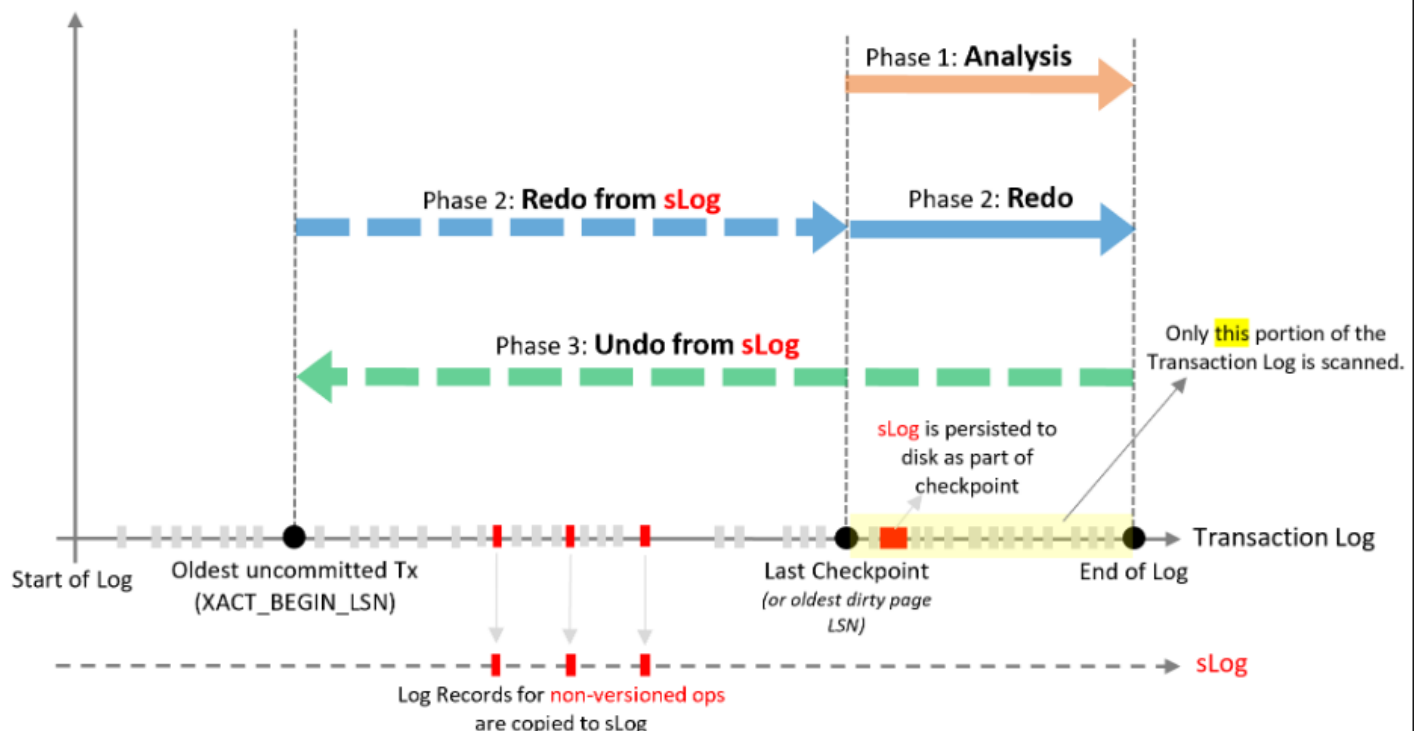 Phase 1: Analysis
Phase 2: Redo from sLog
Phase 2: Redo
Phase 3: Undo from sLog
Only this portion of the
Transaction Log is scanned.
sLog is persisted to
disk as part of
checkpoint
Transaction Log
Start of Log
Oldest uncommitted Tx
(XACT_BEGIN_LSN)
Last Checkpoint
(or oldest dirty page
LSN)
End of Log
sLog
Log Records for non-versioned ops
are copied to sLog